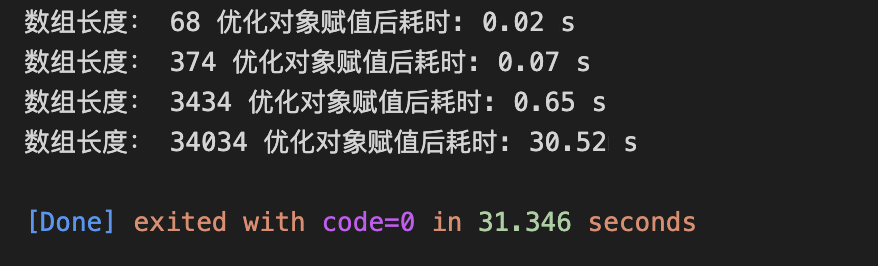 数组长度： 68 优化对象赋值后耗时: 0.02 s
数组长度： 374 优化对象赋值后耗时: 0.07 s
数组长度： 3434 优化对象赋值后耗时: 0.65 s
数组长度： 34034 优化对象赋值后耗时: 30.52 s
[Done] exited with code=0 in 31.346 seconds